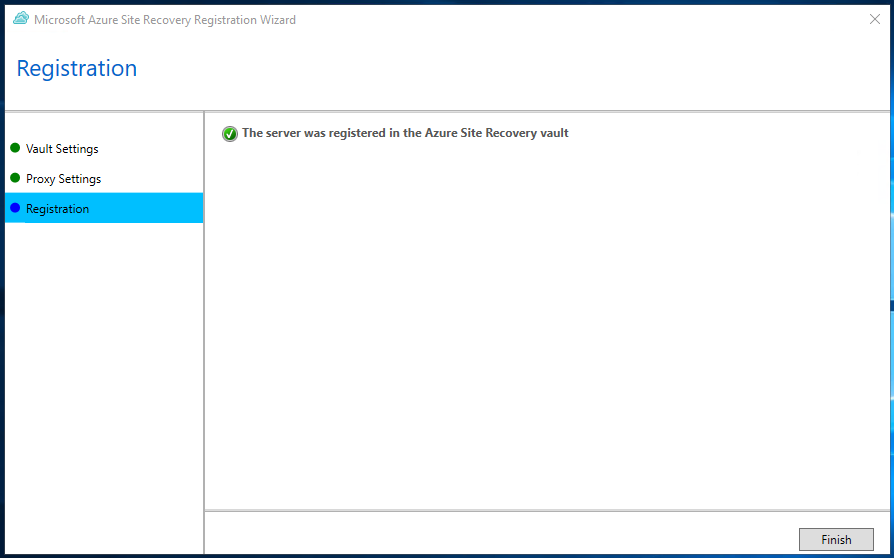 Microsoft Azure Site Recovery Registration Wizard
Registration
Vault Settings
Proxy Settings
Registration
The server was registered in the Azure Site Recovery vault
Finish